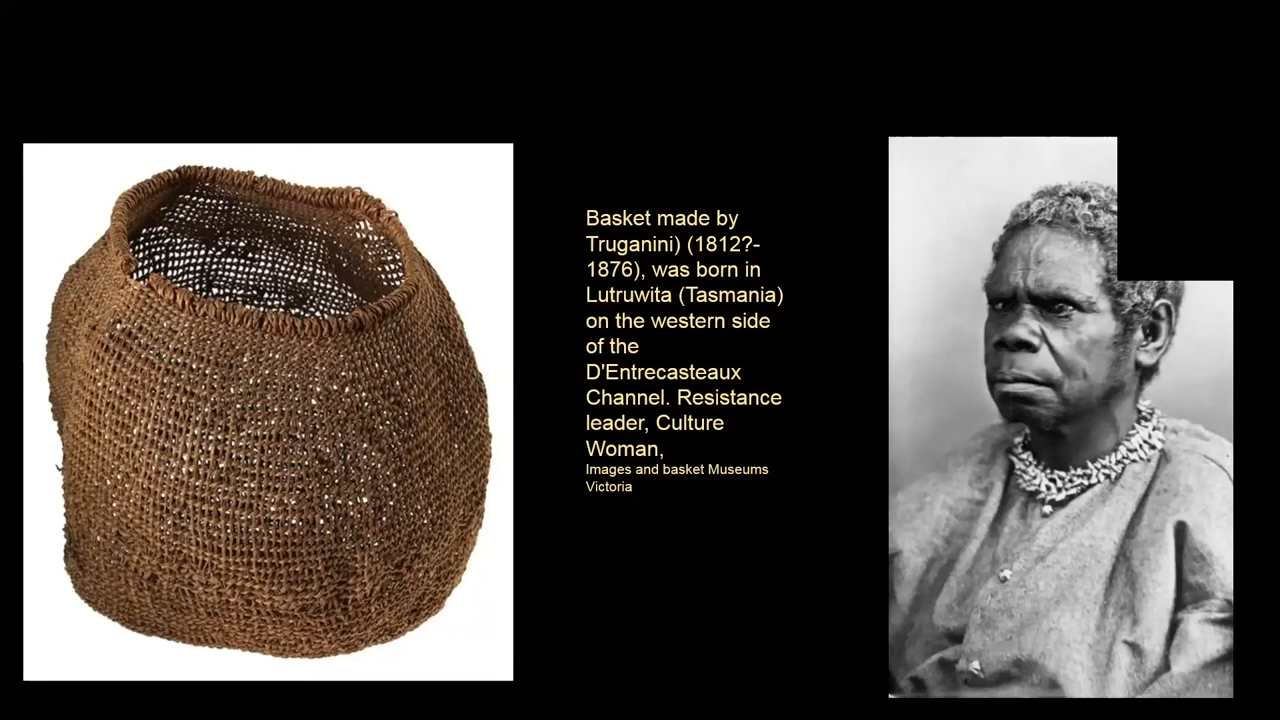 Basket made by
Truganini) (1812?-
1876), was born in
Lutruwita (Tasmania)
on the western side
of the
D'Entrecasteaux
Channel. Resistance
leader, Culture
Woman,
Images and basket Museums
Victoria